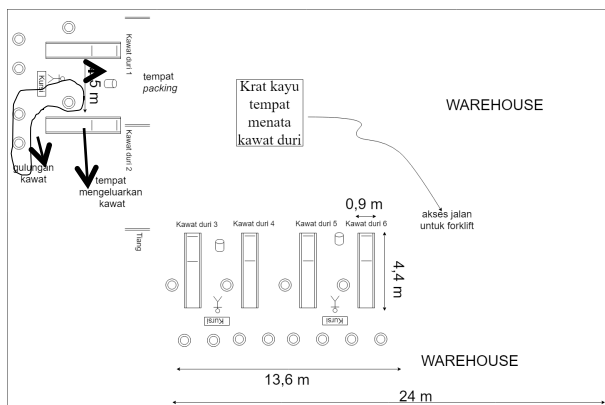 Kawat duri 1
Kursi
4,5 m
tempat
packing
Kawat duri 2
gulungan
kawat
tempat
mengeluarkan
kawat
Tiang
Krat kayu
tempat
menata
kawat duri
WAREHOUSE
akses jalan
untuk forklift
0,9 m
Kawat duri 3
Kawat duri 4
Kawat duri 5
Kawat duri 6
4,4 m
Kursi
Kursi
13,6 m
WAREHOUSE
24 m